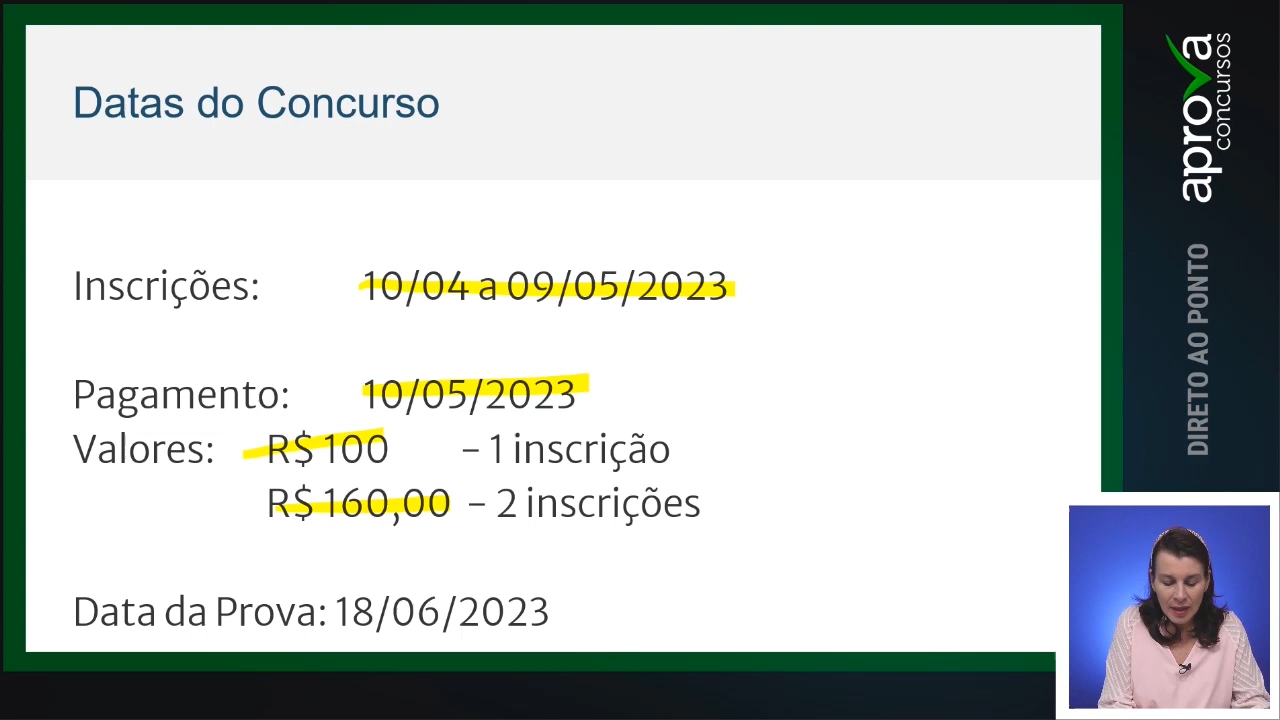 Datas do Concurso
Inscrições: 10/04 a 09/05/2023
Pagamento: 10/05/2023
Valores: R$ 100 – 1 inscrição
R$ 160,00 – 2 inscrições
Data da Prova: 18/06/2023
aprova
concursos
DIRETO AO PONTO